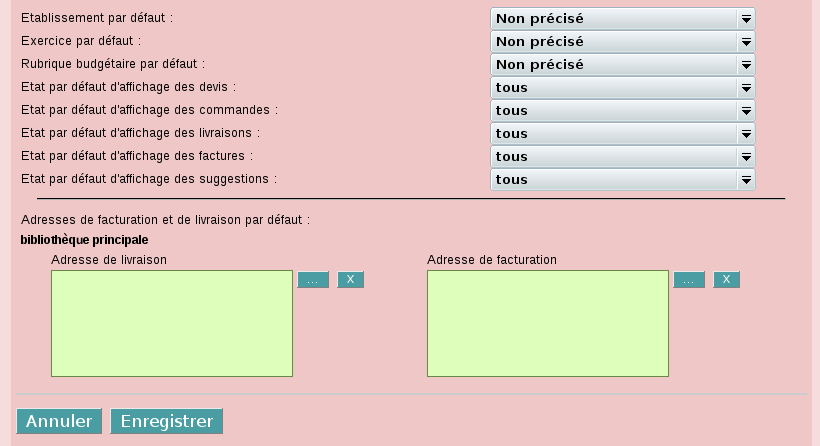 Etablissement par défaut : Non précisé
Exercice par défaut : Non précisé
Rubrique budgétaire par défaut : Non précisé
Etat par défaut d'affichage des devis : tous
Etat par défaut d'affichage des commandes : tous
Etat par défaut d'affichage des livraisons : tous
Etat par défaut d'affichage des factures : tous
Etat par défaut d'affichage des suggestions : tous
Adresses de facturation et de livraison par défaut :
bibliothèque principale
Adresse de livraison Adresse de facturation
... X ... X
Annuler Enregistrer